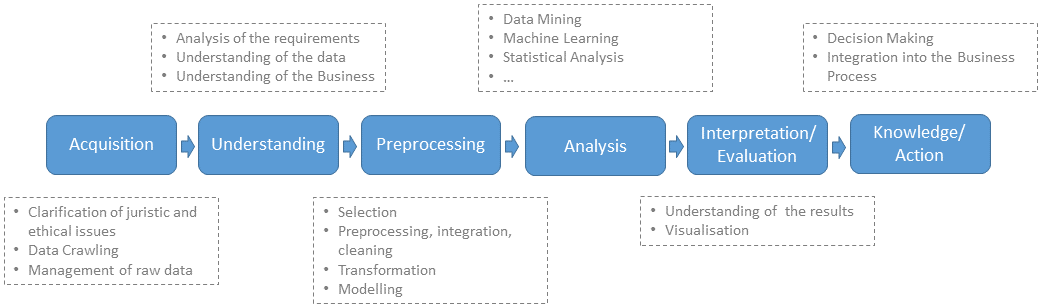 • Analysis of the requirements
• Understanding of the data
• Understanding of the Business
• Data Mining
• Machine Learning
• Statistical Analysis
• ...
• Decision Making
• Integration into the Business
Process
Acquisition
Understanding
Preprocessing
Analysis
Interpretation/
Evaluation
Knowledge/
Action
• Clarification of juristic and
ethical issues
• Data Crawling
• Management of raw data
• Selection
• Preprocessing, integration,
cleaning
• Transformation
• Modelling
• Understanding of  the results
• Visualisation